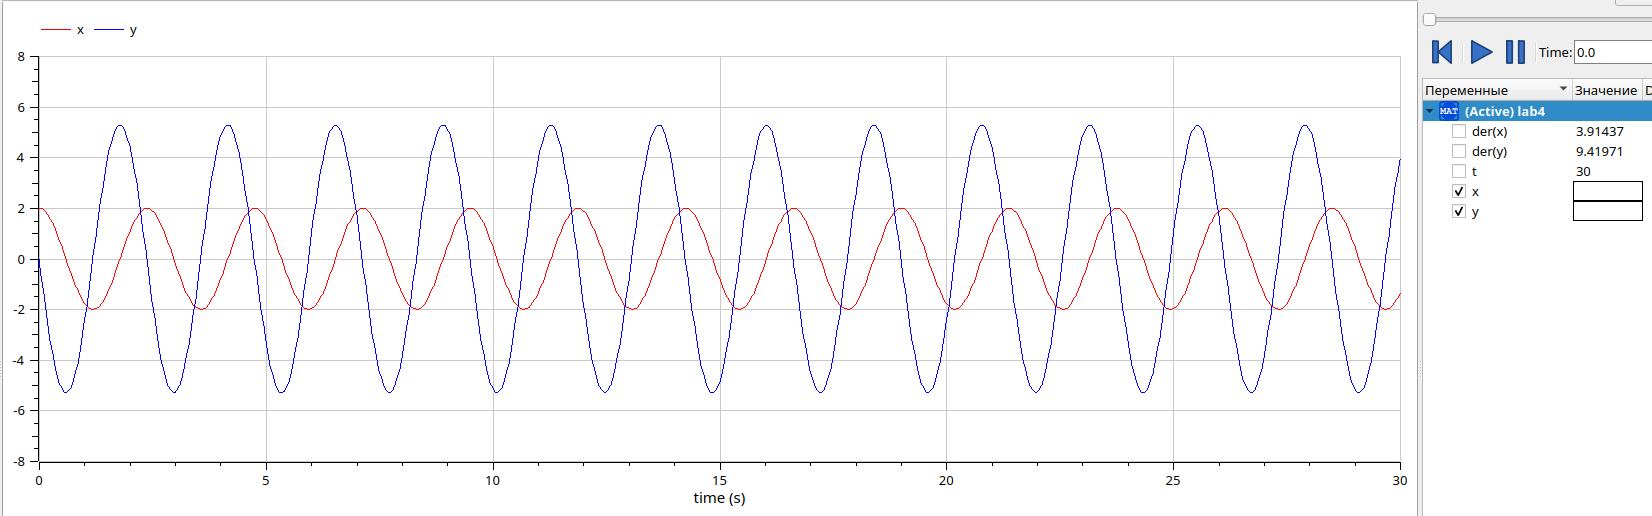 x y
8
6
4
2
0
-2
-4
-6
-8
0 5 10 15 20 25 30
time (s)
Time: 0.0
Переменные Значение D
MAT (Active) lab4
der(x) 3.91437
der(y) 9.41971
t 30
x
y